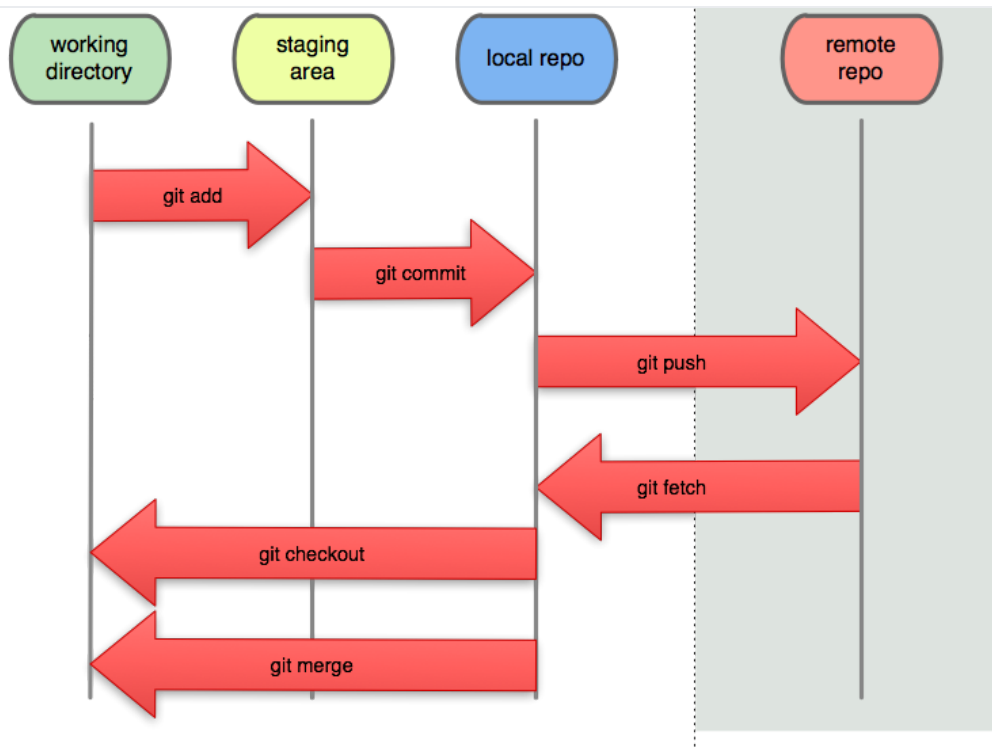 working
directory
staging
area
local repo
remote
repo
git add
git commit
git push
git fetch
git checkout
git merge